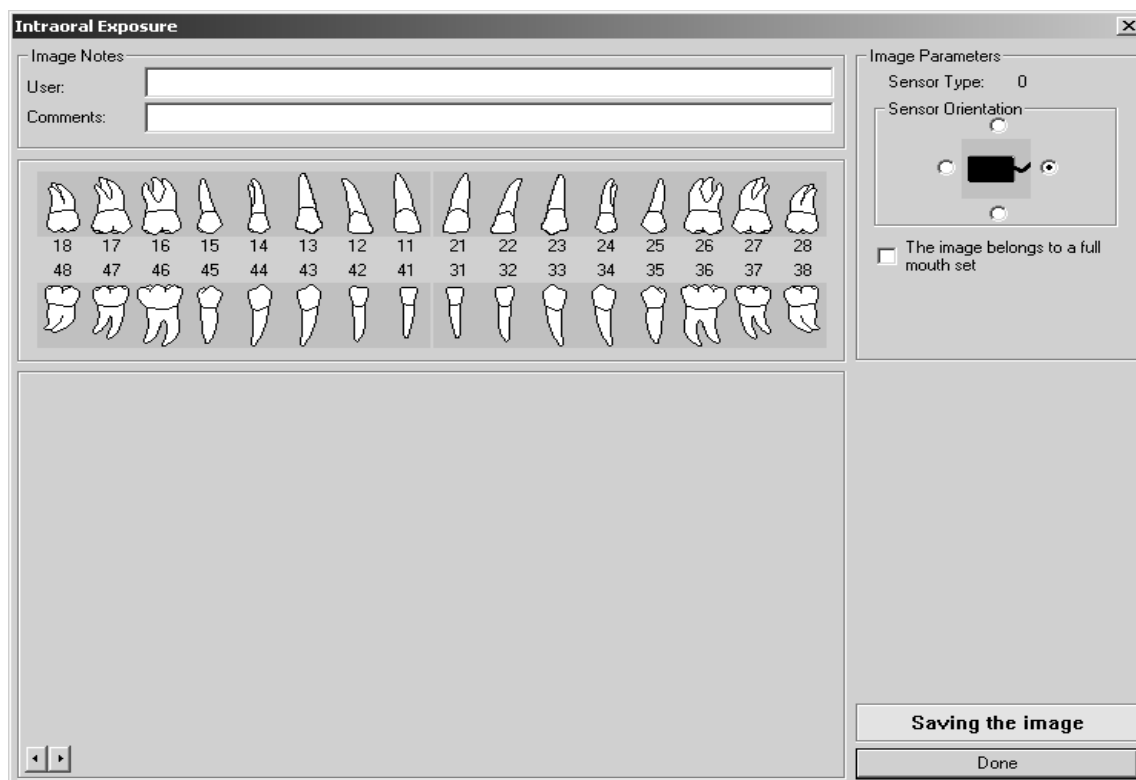 Intraoral Exposure
Image Notes
User:
Comments:
18 17 16 15 14 13 12 11 21 22 23 24 25 26 27 28
48 47 46 45 44 43 42 41 31 32 33 34 35 36 37 38
Image Parameters
Sensor Type: 0
Sensor Orientation
The image belongs to a full
mouth set
Saving the image
Done